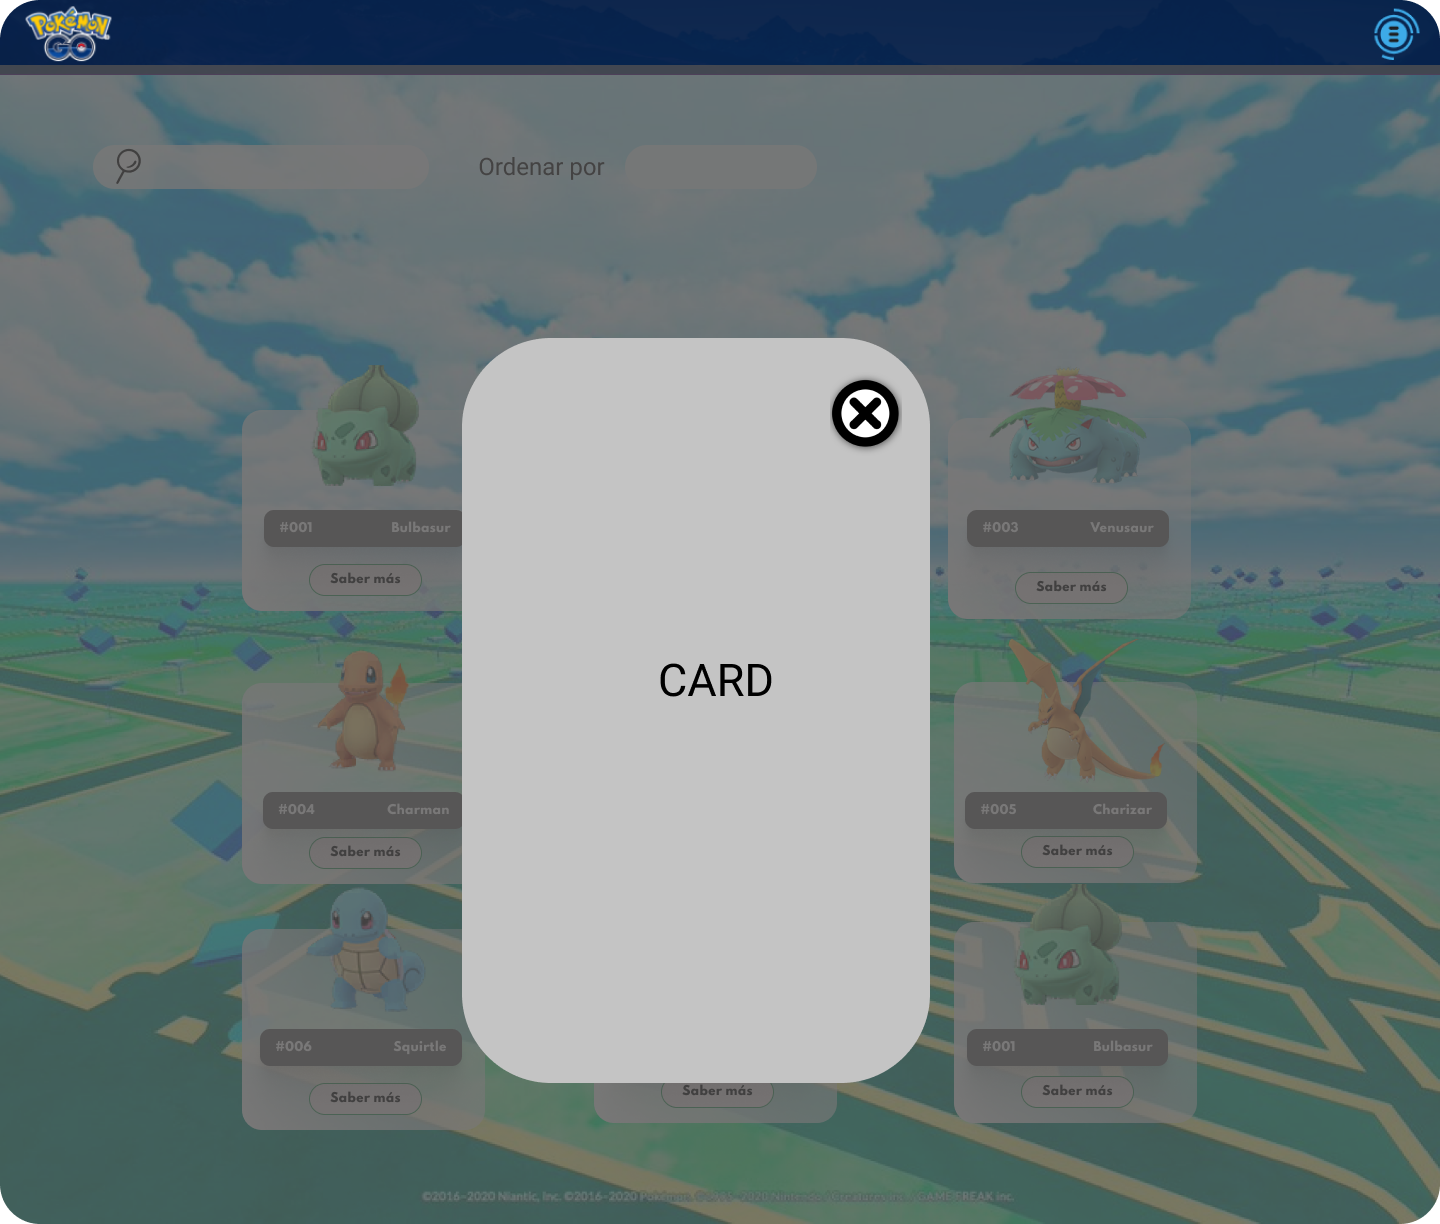 Pokémon
GO
Ordenar por
#001 Bulbasur
Saber más
#003 Venusaur
Saber más
CARD
#004 Charman
Saber más
#005 Charizar
Saber más
#006 Squirtle
Saber más
Saber más
#001 Bulbasur
Saber más
©2016–2020 Niantic, Inc. ©2016–2020 Pokémon. ©1995–2020 Nintendo / Creatures Inc. / GAME FREAK inc.